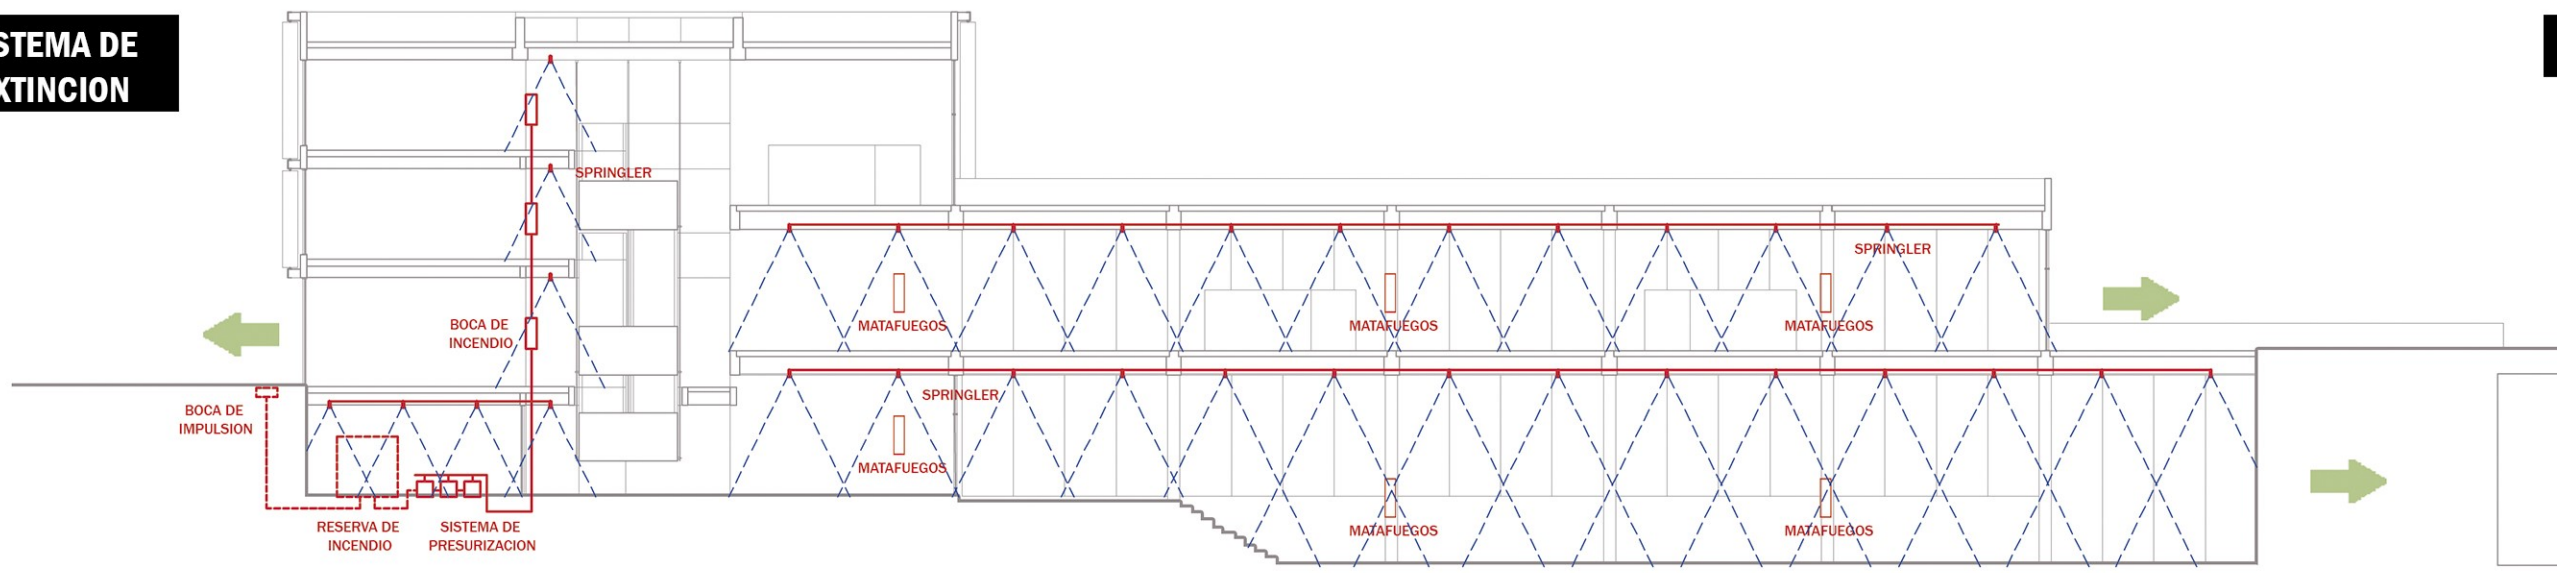 STEMA DE
XTINCION
SPRINGLER
SPRINGLER
BOCA DE
INCENDIO
MATAFUEGOS
MATAFUEGOS
MATAFUEGOS
SPRINGLER
BOCA DE
IMPULSION
MATAFUEGOS
RESERVA DE
INCENDIO
SISTEMA DE
PRESURIZACION
MATAFUEGOS
MATAFUEGOS